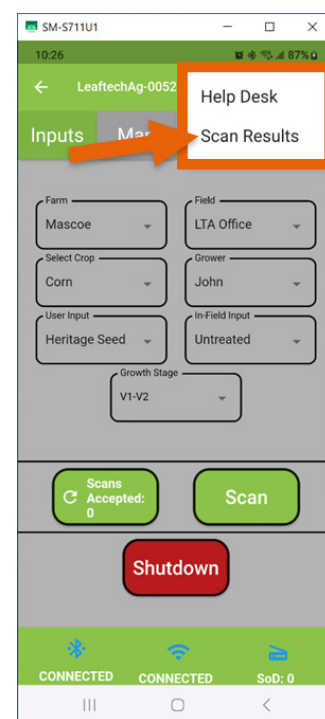 SM-S711U1
10:26
87%
LeaftechAg-0052
Help Desk
Scan Results
Inputs
Farm
Mascoe
Field
LTA Office
Select Crop
Corn
Grower
John
User Input
Heritage Seed
In-Field Input
Untreated
Growth Stage
V1-V2
Scans
Accepted:
0
Scan
Shutdown
CONNECTED
CONNECTED
SoD: 0